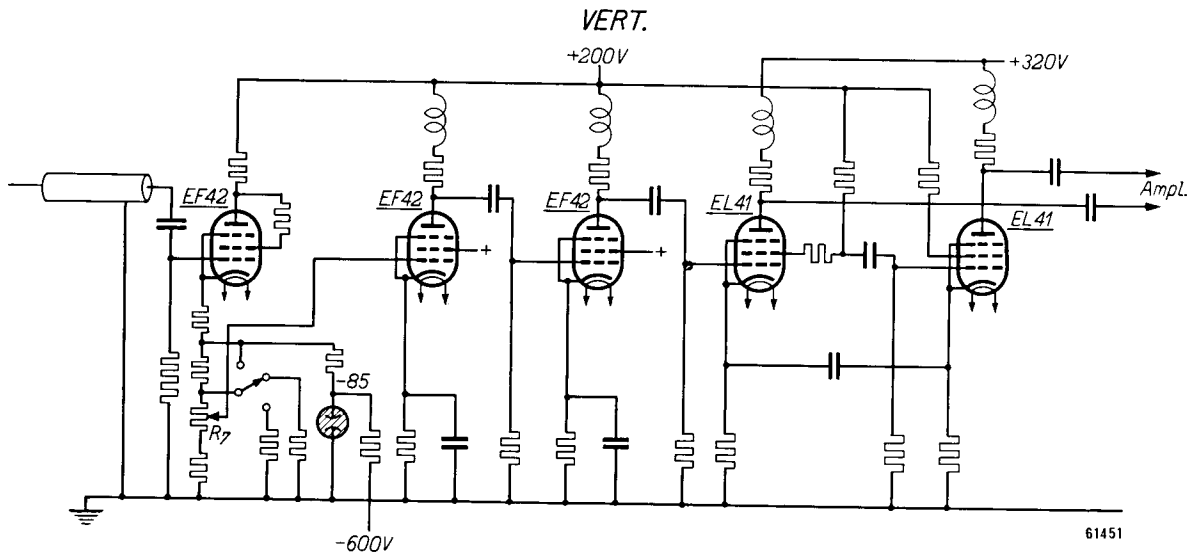 VERT.
+200V
+320V
EF42
EF42
EF42
EL41
EL41
Ampl.
+
+
-85
R7
-600V
61451